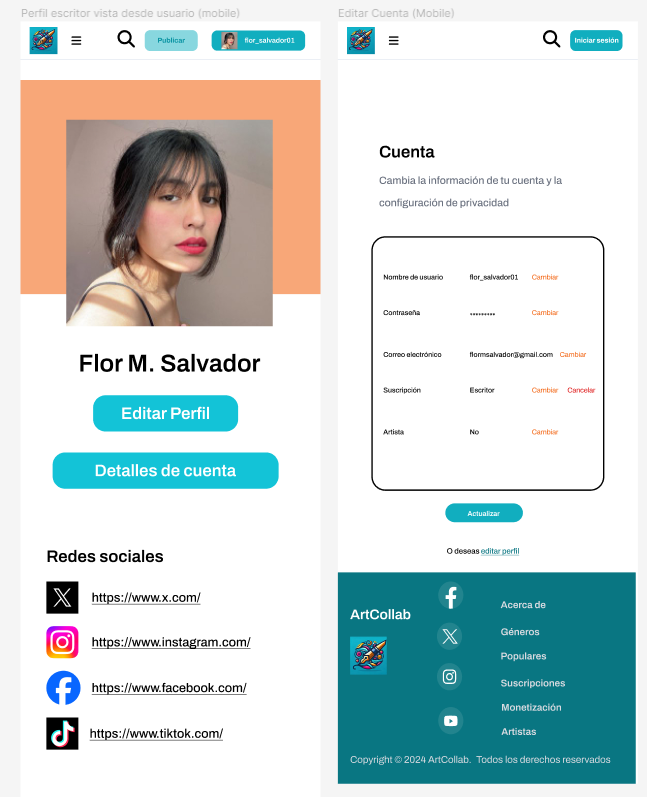 Perfil escritor vista desde usuario (mobile)
Publicar
flor_salvador01
Flor M. Salvador
Editar Perfil
Detalles de cuenta
Redes sociales
https://www.x.com/
https://www.instagram.com/
https://www.facebook.com/
https://www.tiktok.com/
Editar Cuenta (Mobile)
Iniciar sesión
Cuenta
Cambia la información de tu cuenta y la
configuración de privacidad
Nombre de usuario flor_salvador01 Cambiar
Contraseña ********* Cambiar
Correo electrónico flormsalvador@gmail.com Cambiar
Suscripción Escritor Cambiar Cancelar
Artista No Cambiar
Actualizar
O deseas editar perfil
ArtCollab
Acerca de
Géneros
Populares
Suscripciones
Monetización
Artistas
Copyright © 2024 ArtCollab. Todos los derechos reservados